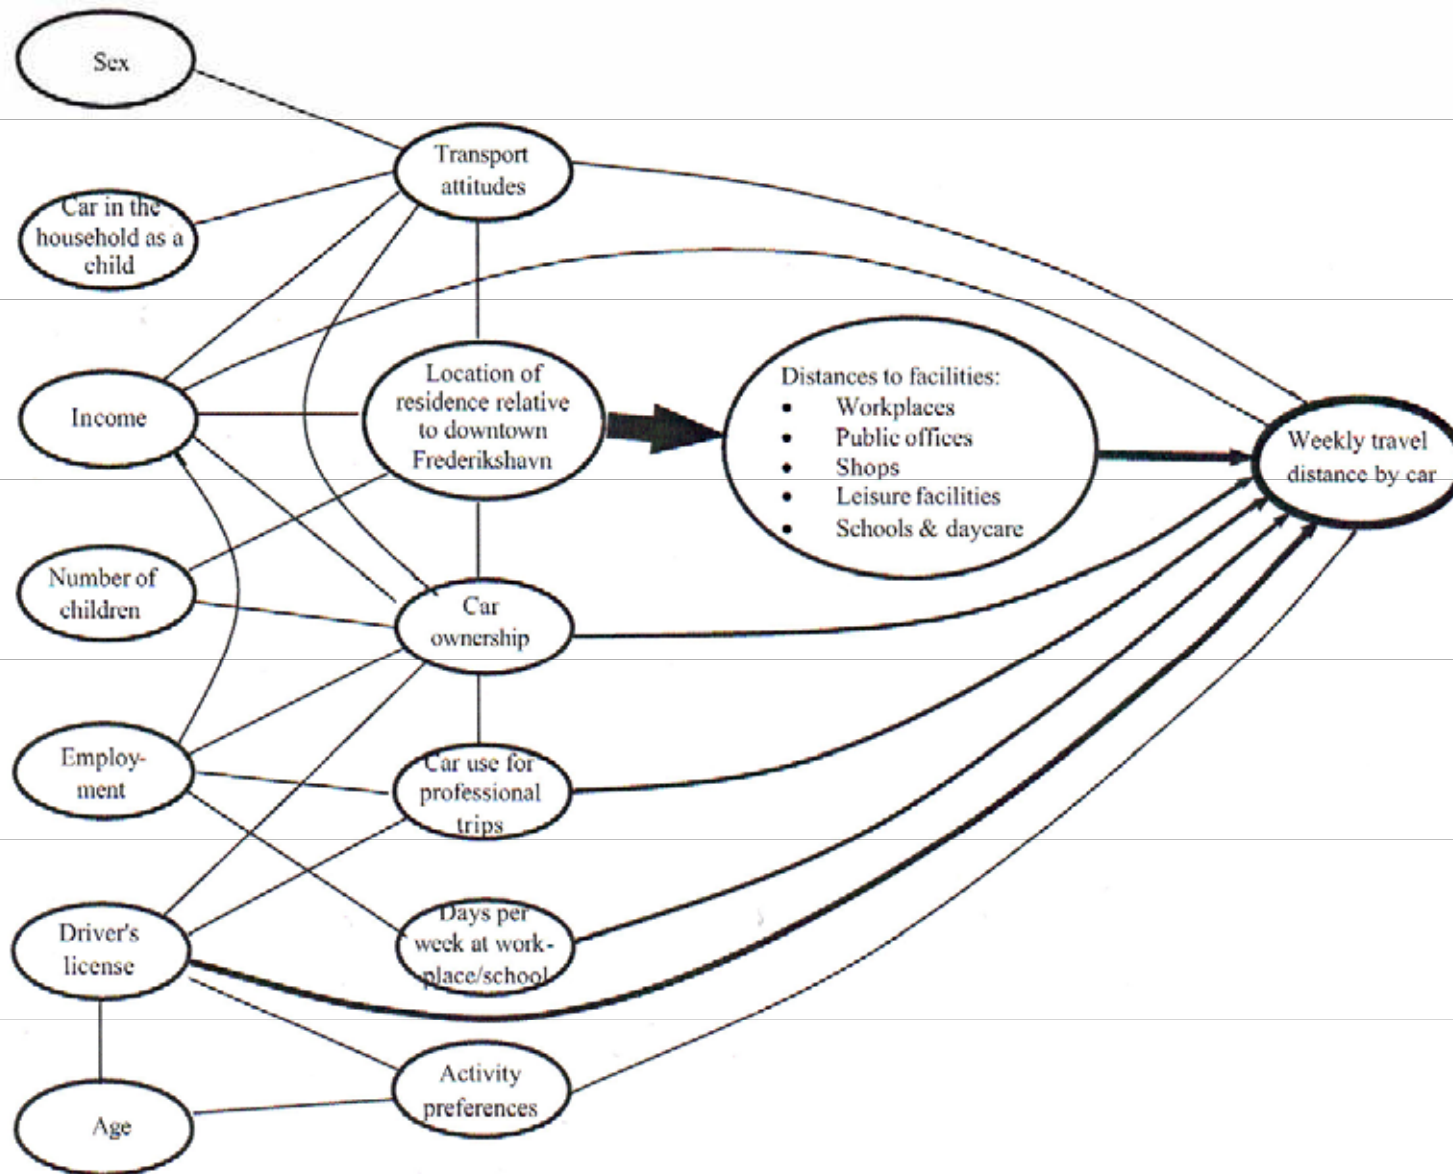 Sex
Transport
attitudes
Car in the
household as a
child
Income
Location of
residence relative
to downtown
Frederikshavn
Distances to facilities:
• Workplaces
• Public offices
• Shops
• Leisure facilities
• Schools & daycare
Weekly travel
distance by car
Number of
children
Car
ownership
Employ-
ment
Car use for
professional
trips
Driver's
license
Days per
week at work-
place/school
Activity
preferences
Age